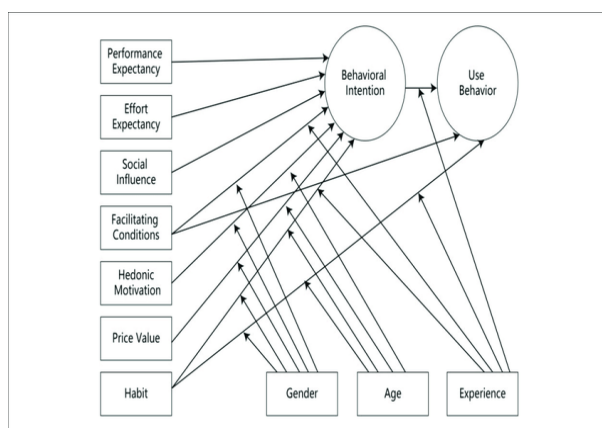 Performance
Expectancy
Effort
Expectancy
Social
Influence
Facilitating
Conditions
Hedonic
Motivation
Price Value
Habit
Behavioral
Intention
Use
Behavior
Gender
Age
Experience